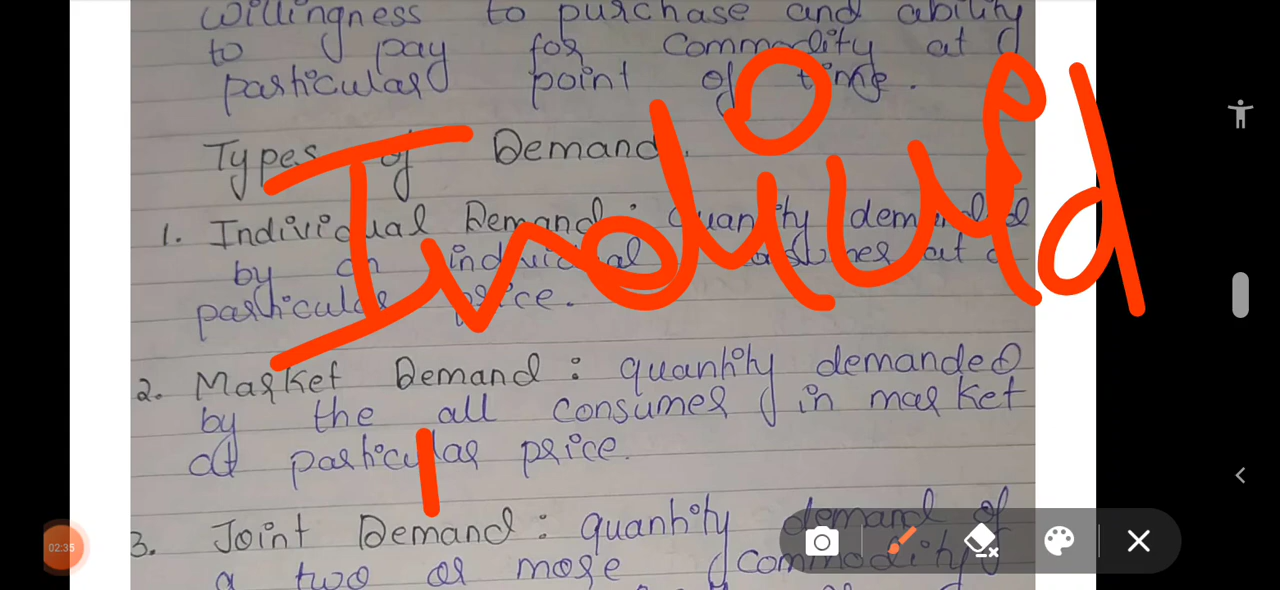 willingness to purchase and ability
to pay for commodity at a
particular point of time.
Types of Demand.
1. Individual Demand : quantity demanded
by an individual at a
particular price.
2. Market Demand : quantity demanded
by the all consumer in market
at particular price.
3. Joint Demand : quantity demand of
a two or more commodity
02:35